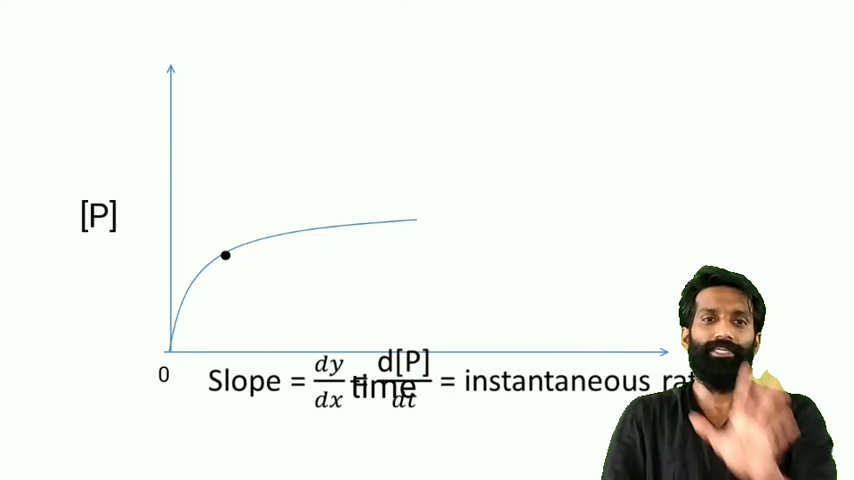 [P]
0
Slope = dy/dx = d[P]/dt = instantaneous
time